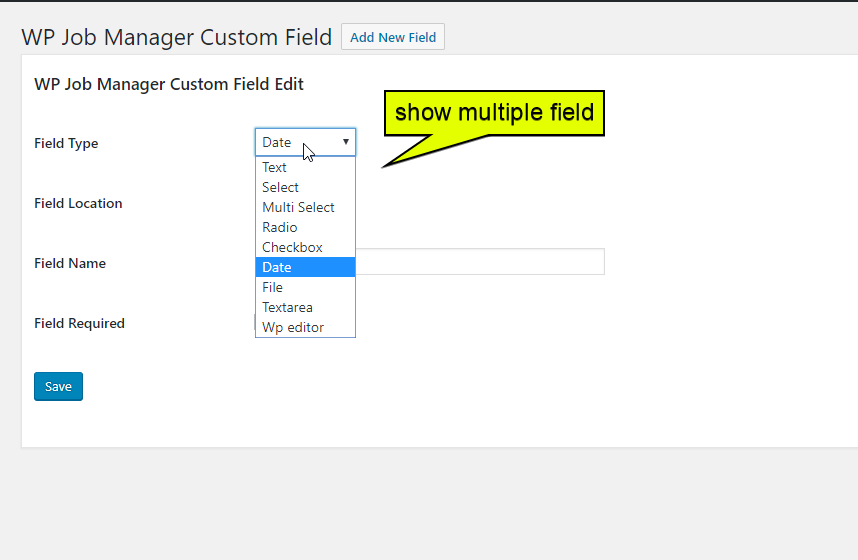 WP Job Manager Custom Field Add New Field
WP Job Manager Custom Field Edit
show multiple field
Field Type
Date
Text
Select
Multi Select
Radio
Checkbox
Date
File
Textarea
Wp editor
Field Location
Field Name
Field Required
Save